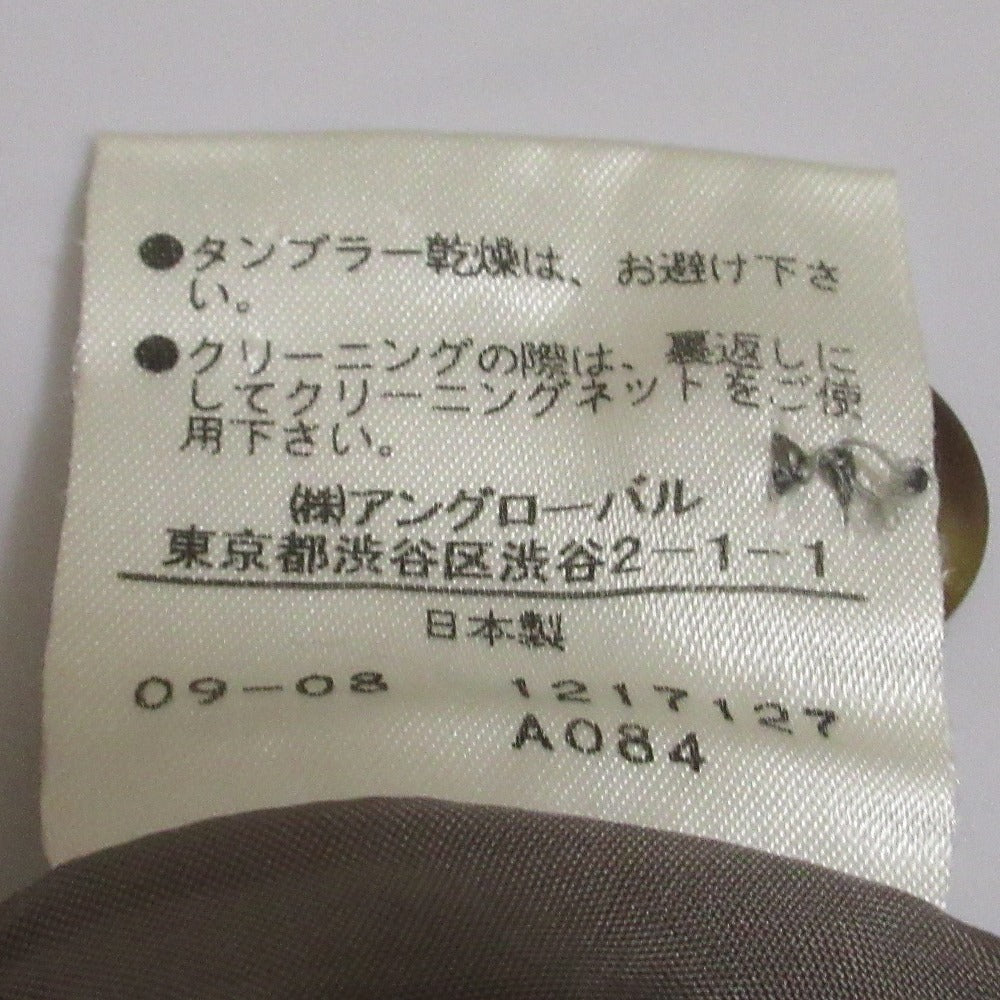 ●タンブラー乾燥は、お避け下さ
い。
●クリーニングの際は、裏返しに
してクリーニングネットをご使
用下さい。
㈱アングローバル
東京都渋谷区渋谷2-1-1
日本製
09-08 1217127
A084